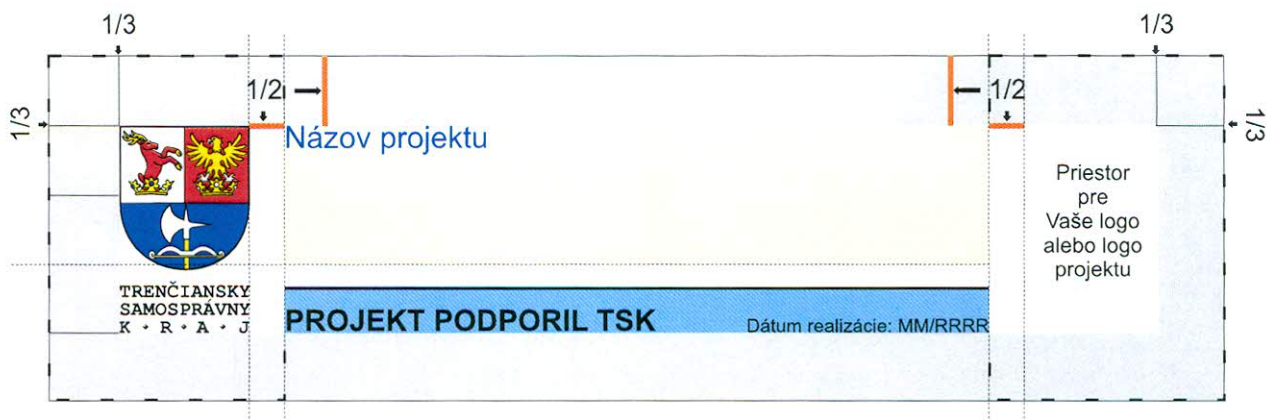 1/3
1/3
1/2
1/2
1/3
1/3
Názov projektu
Priestor
pre
Vaše logo
alebo logo
projektu
TRENČIANSKY
SAMOSPRÁVNY
K · R · A · J
PROJEKT PODPORIL TSK
Dátum realizácie: MM/RRRR